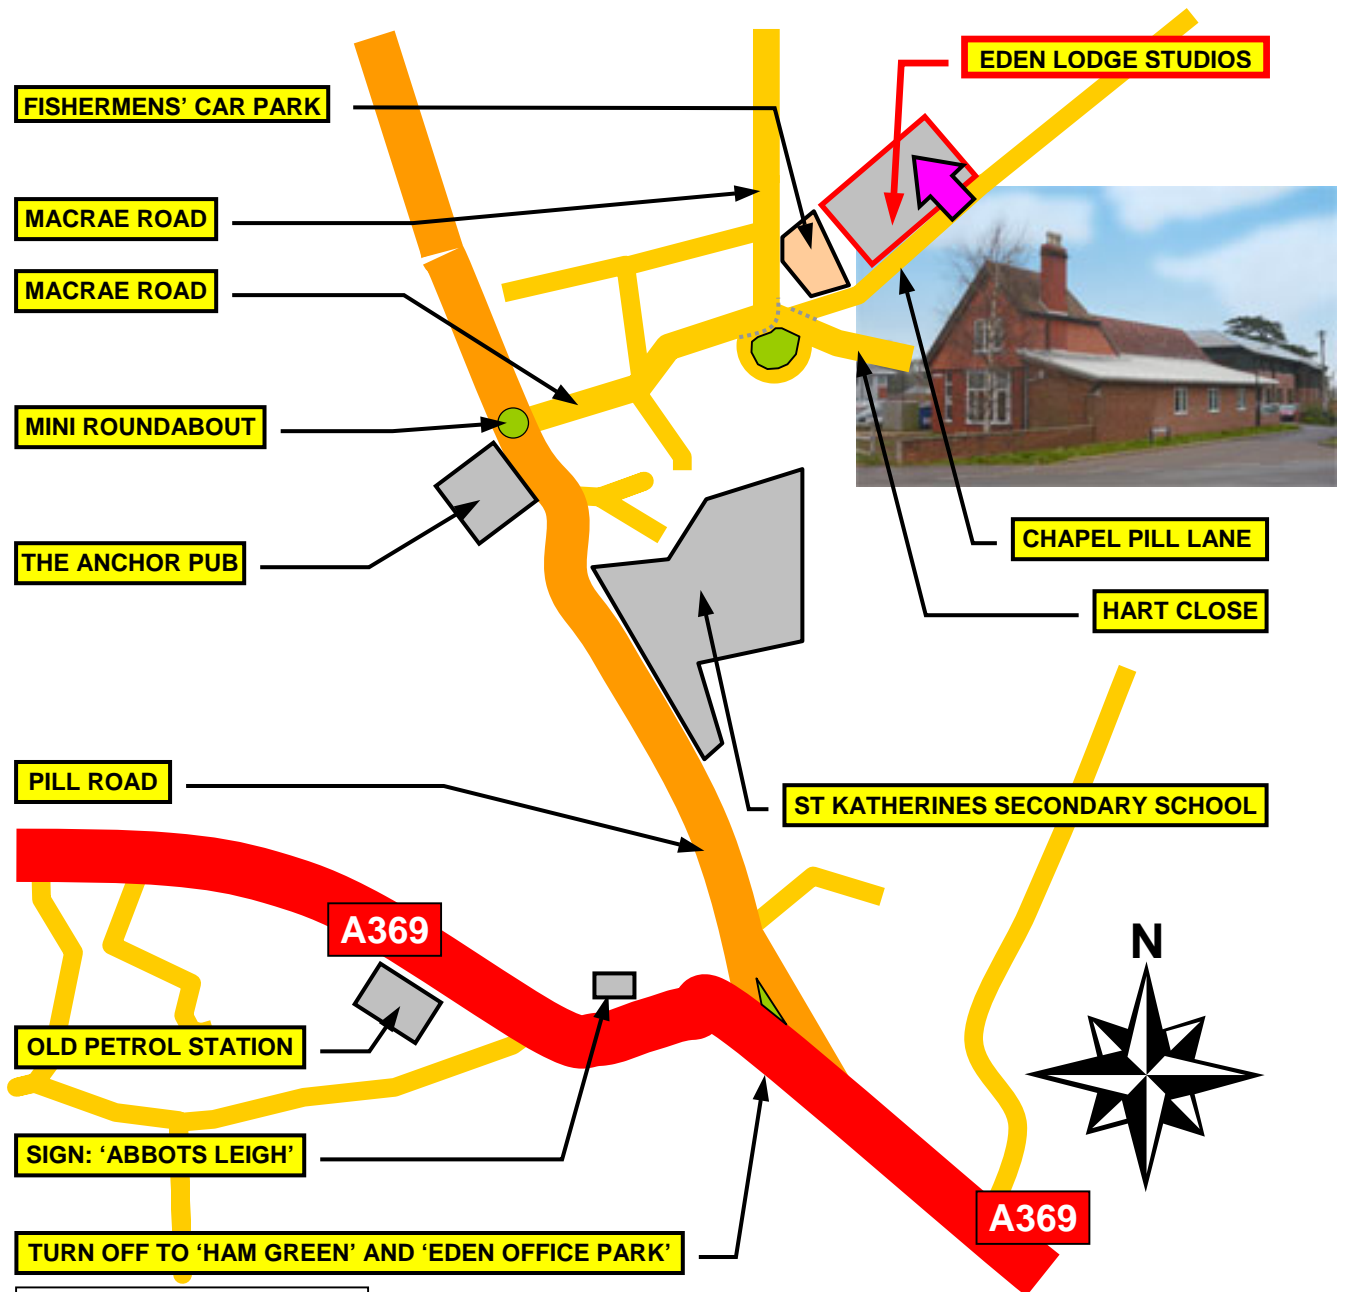 EDEN LODGE STUDIOS
FISHERMENS’ CAR PARK
MACRAE ROAD
MACRAE ROAD
MINI ROUNDABOUT
CHAPEL PILL LANE
THE ANCHOR PUB
HART CLOSE
PILL ROAD
ST KATHERINES SECONDARY SCHOOL
A369
N
OLD PETROL STATION
SIGN: ‘ABBOTS LEIGH’
A369
TURN OFF TO ‘HAM GREEN’ AND ‘EDEN OFFICE PARK’